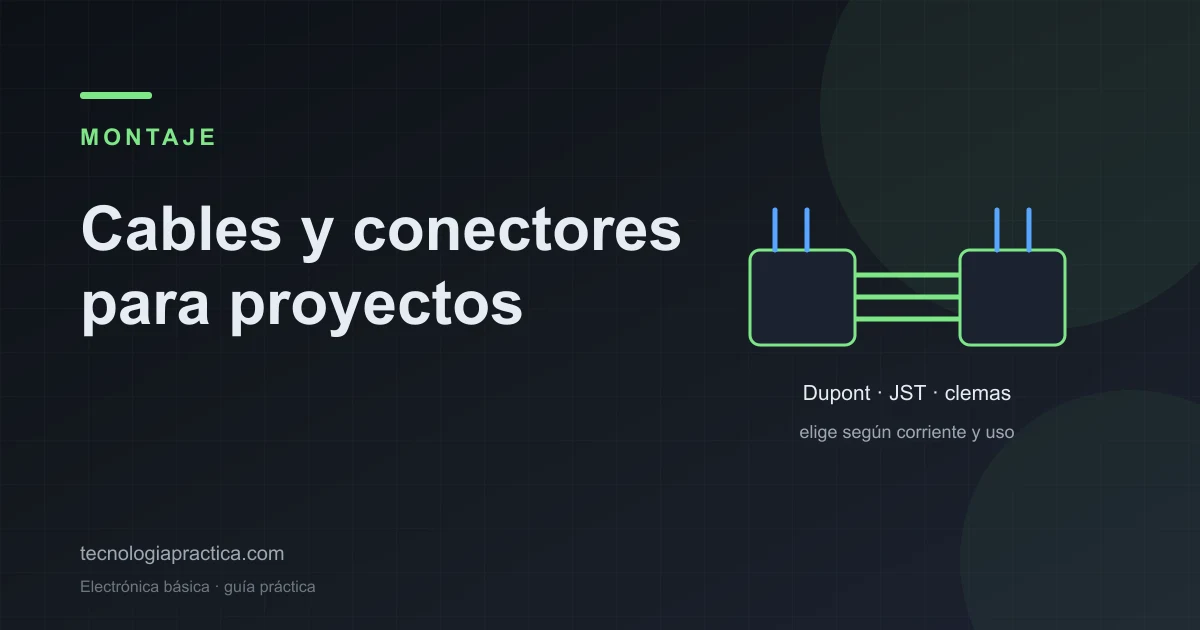 MONTAJE
Cables y conectores
para proyectos
Dupont · JST · clemas
elige según corriente y uso
tecnologiapractica.com
Electrónica básica · guía práctica